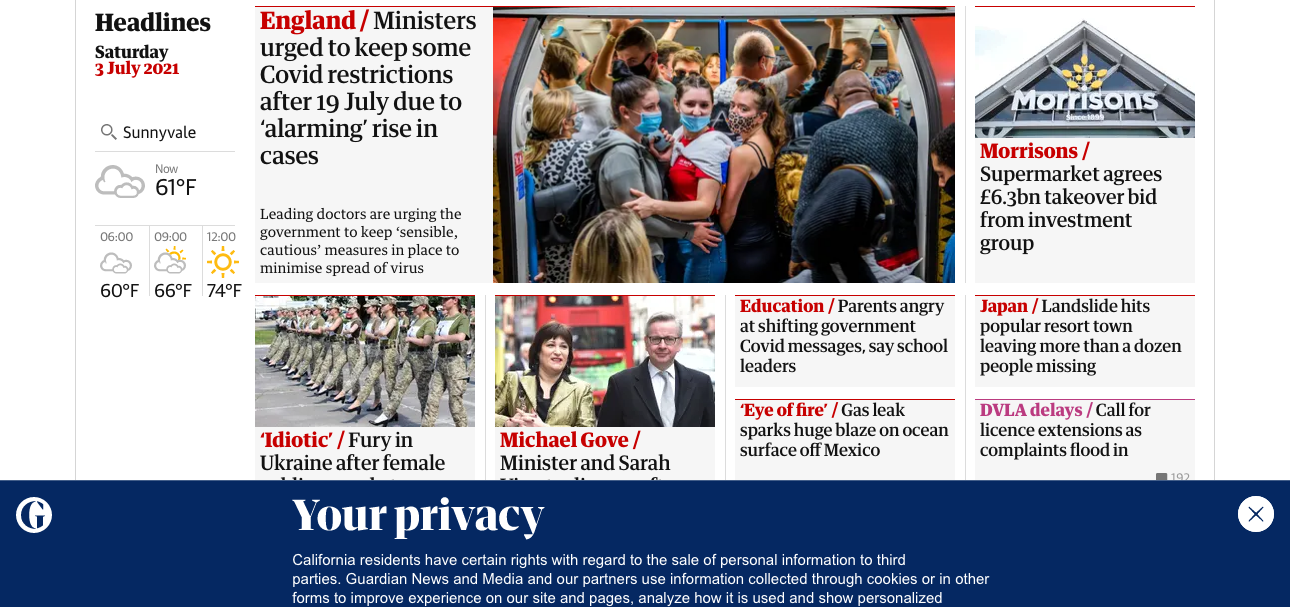 Headlines
Saturday
3 July 2021
Sunnyvale
Now
61°F
06:00
09:00
12:00
60°F
66°F
74°F
England / Ministers
urged to keep some
Covid restrictions
after 19 July due to
‘alarming’ rise in
cases
Leading doctors are urging the
government to keep ‘sensible,
cautious’ measures in place to
minimise spread of virus
Morrisons
Since 1899
Morrisons /
Supermarket agrees
£6.3bn takeover bid
from investment
group
‘Idiotic’ / Fury in
Ukraine after female
Michael Gove /
Minister and Sarah
Education / Parents angry
at shifting government
Covid messages, say school
leaders
‘Eye of fire’ / Gas leak
sparks huge blaze on ocean
surface off Mexico
Japan / Landslide hits
popular resort town
leaving more than a dozen
people missing
DVLA delays / Call for
licence extensions as
complaints flood in
192
Your privacy
California residents have certain rights with regard to the sale of personal information to third
parties. Guardian News and Media and our partners use information collected through cookies or in other
forms to improve experience on our site and pages, analyze how it is used and show personalized